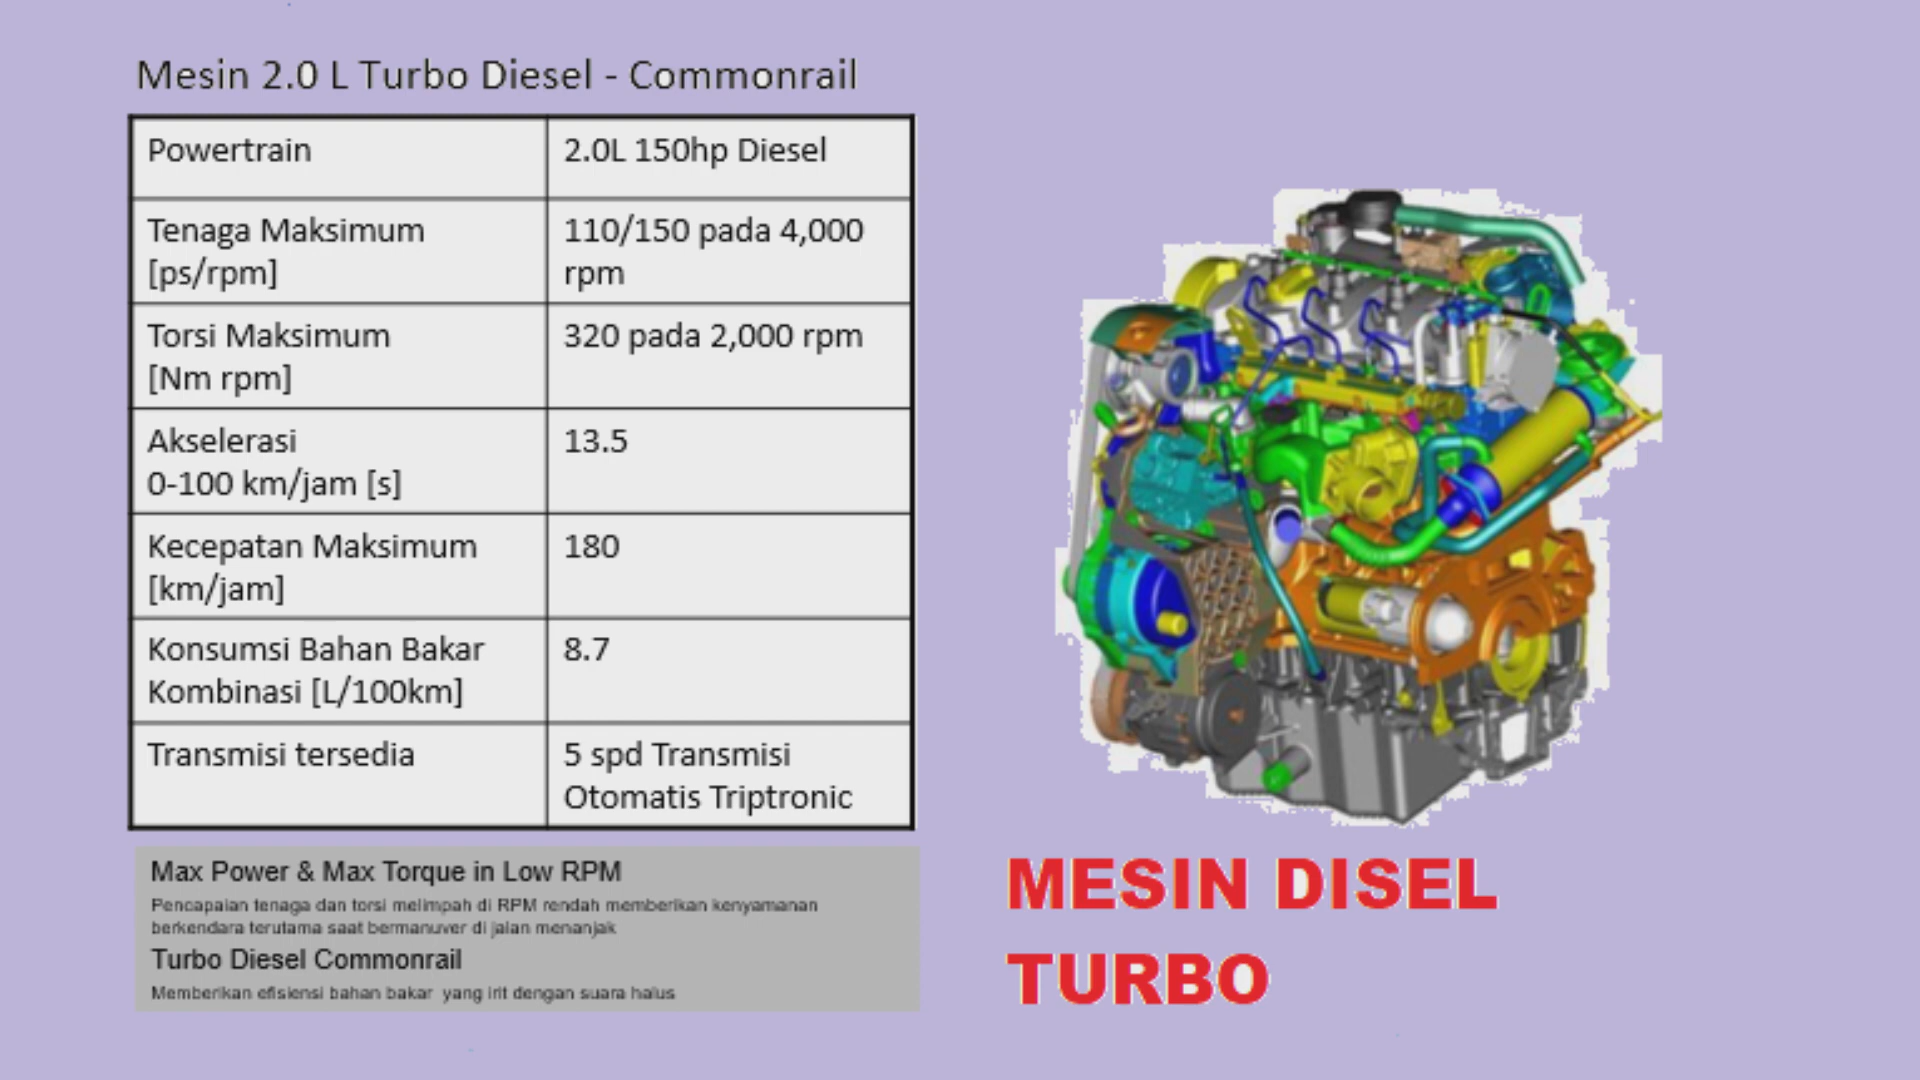 Mesin 2.0 L Turbo Diesel - Commonrail
Powertrain
2.0L 150hp Diesel
Tenaga Maksimum
[ps/rpm]
110/150 pada 4,000
rpm
Torsi Maksimum
[Nm rpm]
320 pada 2,000 rpm
Akselerasi
0-100 km/jam [s]
13.5
Kecepatan Maksimum
[km/jam]
180
Konsumsi Bahan Bakar
Kombinasi [L/100km]
8.7
Transmisi tersedia
5 spd Transmisi
Otomatis Triptronic
Max Power & Max Torque in Low RPM
Pencapaian tenaga dan torsi melimpah di RPM rendah memberikan kenyamanan
berkendara terutama saat bermanuver di jalan menanjak
Turbo Diesel Commonrail
Memberikan efisiensi bahan bakar yang irit dengan suara halus
MESIN DISEL
TURBO